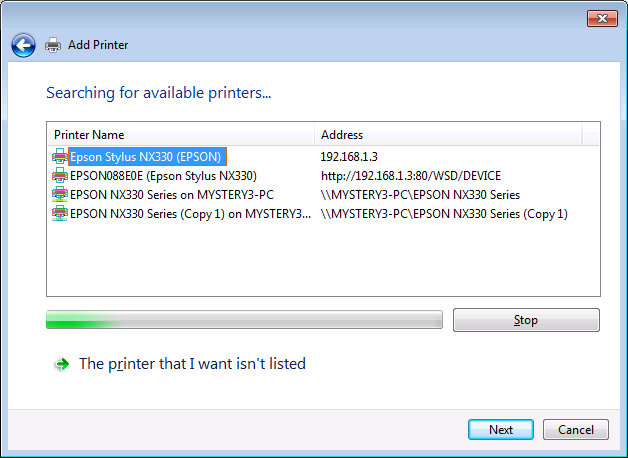 Add Printer
Searching for available printers...
Printer Name Address
Epson Stylus NX330 (EPSON) 192.168.1.3
EPSON088E0E (Epson Stylus NX330) http://192.168.1.3:80/WSD/DEVICE
EPSON NX330 Series on MYSTERY3-PC \\MYSTERY3-PC\EPSON NX330 Series
EPSON NX330 Series (Copy 1) on MYSTERY3... \\MYSTERY3-PC\EPSON NX330 Series (Copy 1)
Stop
The printer that I want isn't listed
Next Cancel